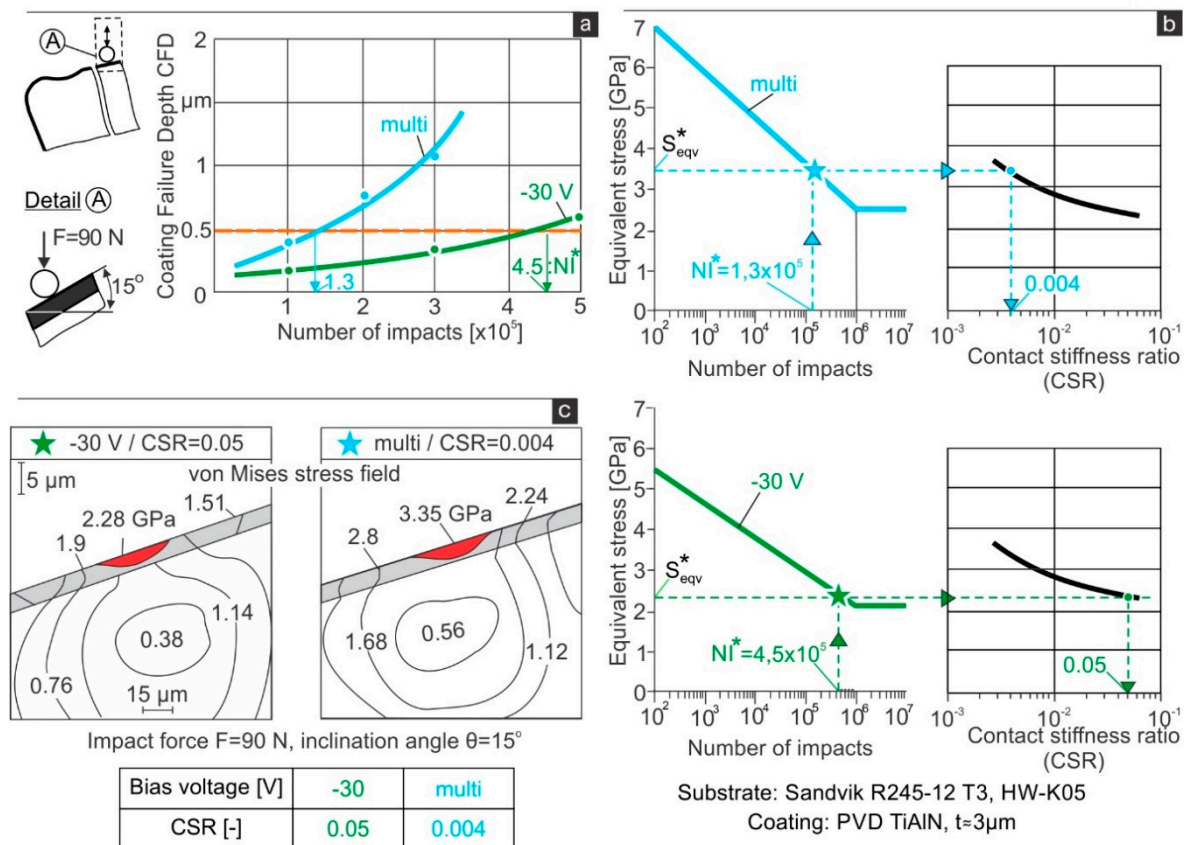 a
A
Detail A
F=90 N
15°
Coating Failure Depth CFD
2
μm
1
0.5
0
multi
-30 V
1.3
4.5:NI*
1 2 3 4 5
Number of impacts [x10⁵]
b
Equivalent stress [GPa]
7
6
5
4
3
2
1
0
multi
S*eqv
NI*=1,3x10⁵
10² 10³ 10⁴ 10⁵ 10⁶ 10⁷
Number of impacts
0.004
10⁻³ 10⁻² 10⁻¹
Contact stiffness ratio
(CSR)
Equivalent stress [GPa]
7
6
5
4
3
2
1
0
-30 V
S*eqv
NI*=4,5x10⁵
10² 10³ 10⁴ 10⁵ 10⁶ 10⁷
Number of impacts
0.05
10⁻³ 10⁻² 10⁻¹
Contact stiffness ratio
(CSR)
c
-30 V / CSR=0.05
multi / CSR=0.004
5 μm
von Mises stress field
1.51
2.28 GPa
1.9
1.14
0.38
0.76
15 μm
2.24
3.35 GPa
2.8
1.68
0.56
1.12
Impact force F=90 N, inclination angle θ=15°
Bias voltage [V] -30 multi
CSR [-] 0.05 0.004
Substrate: Sandvik R245-12 T3, HW-K05
Coating: PVD TiAlN, t≈3μm